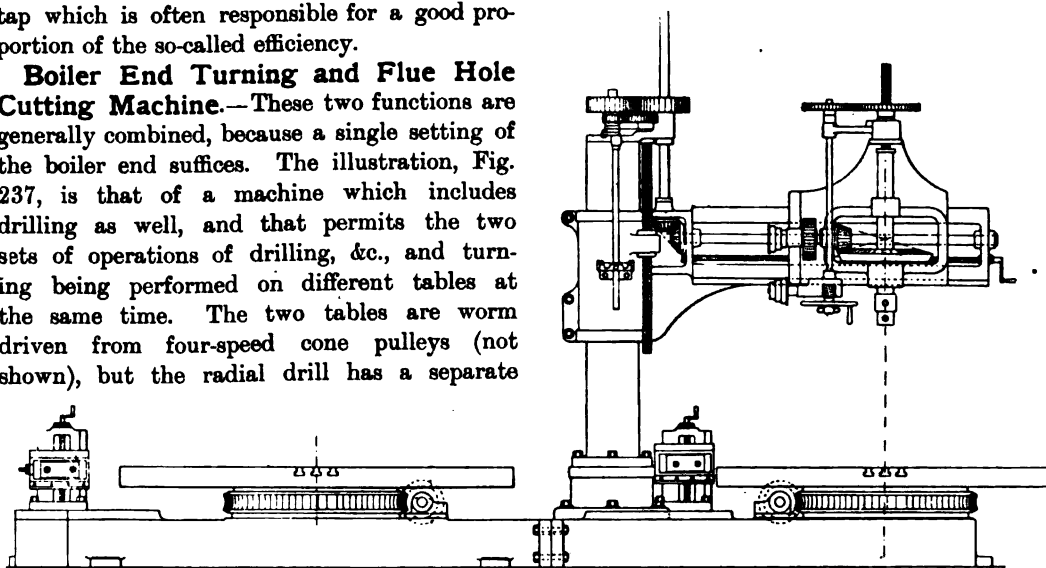 tap which is often responsible for a good pro-
portion of the so-called efficiency.
Boiler End Turning and Flue Hole
Cutting Machine.—These two functions are
generally combined, because a single setting of
the boiler end suffices. The illustration, Fig.
237, is that of a machine which includes
drilling as well, and that permits the two
sets of operations of drilling, &c., and turn-
ing being performed on different tables at
the same time. The two tables are worm
driven from four-speed cone pulleys (not
shown), but the radial drill has a separate